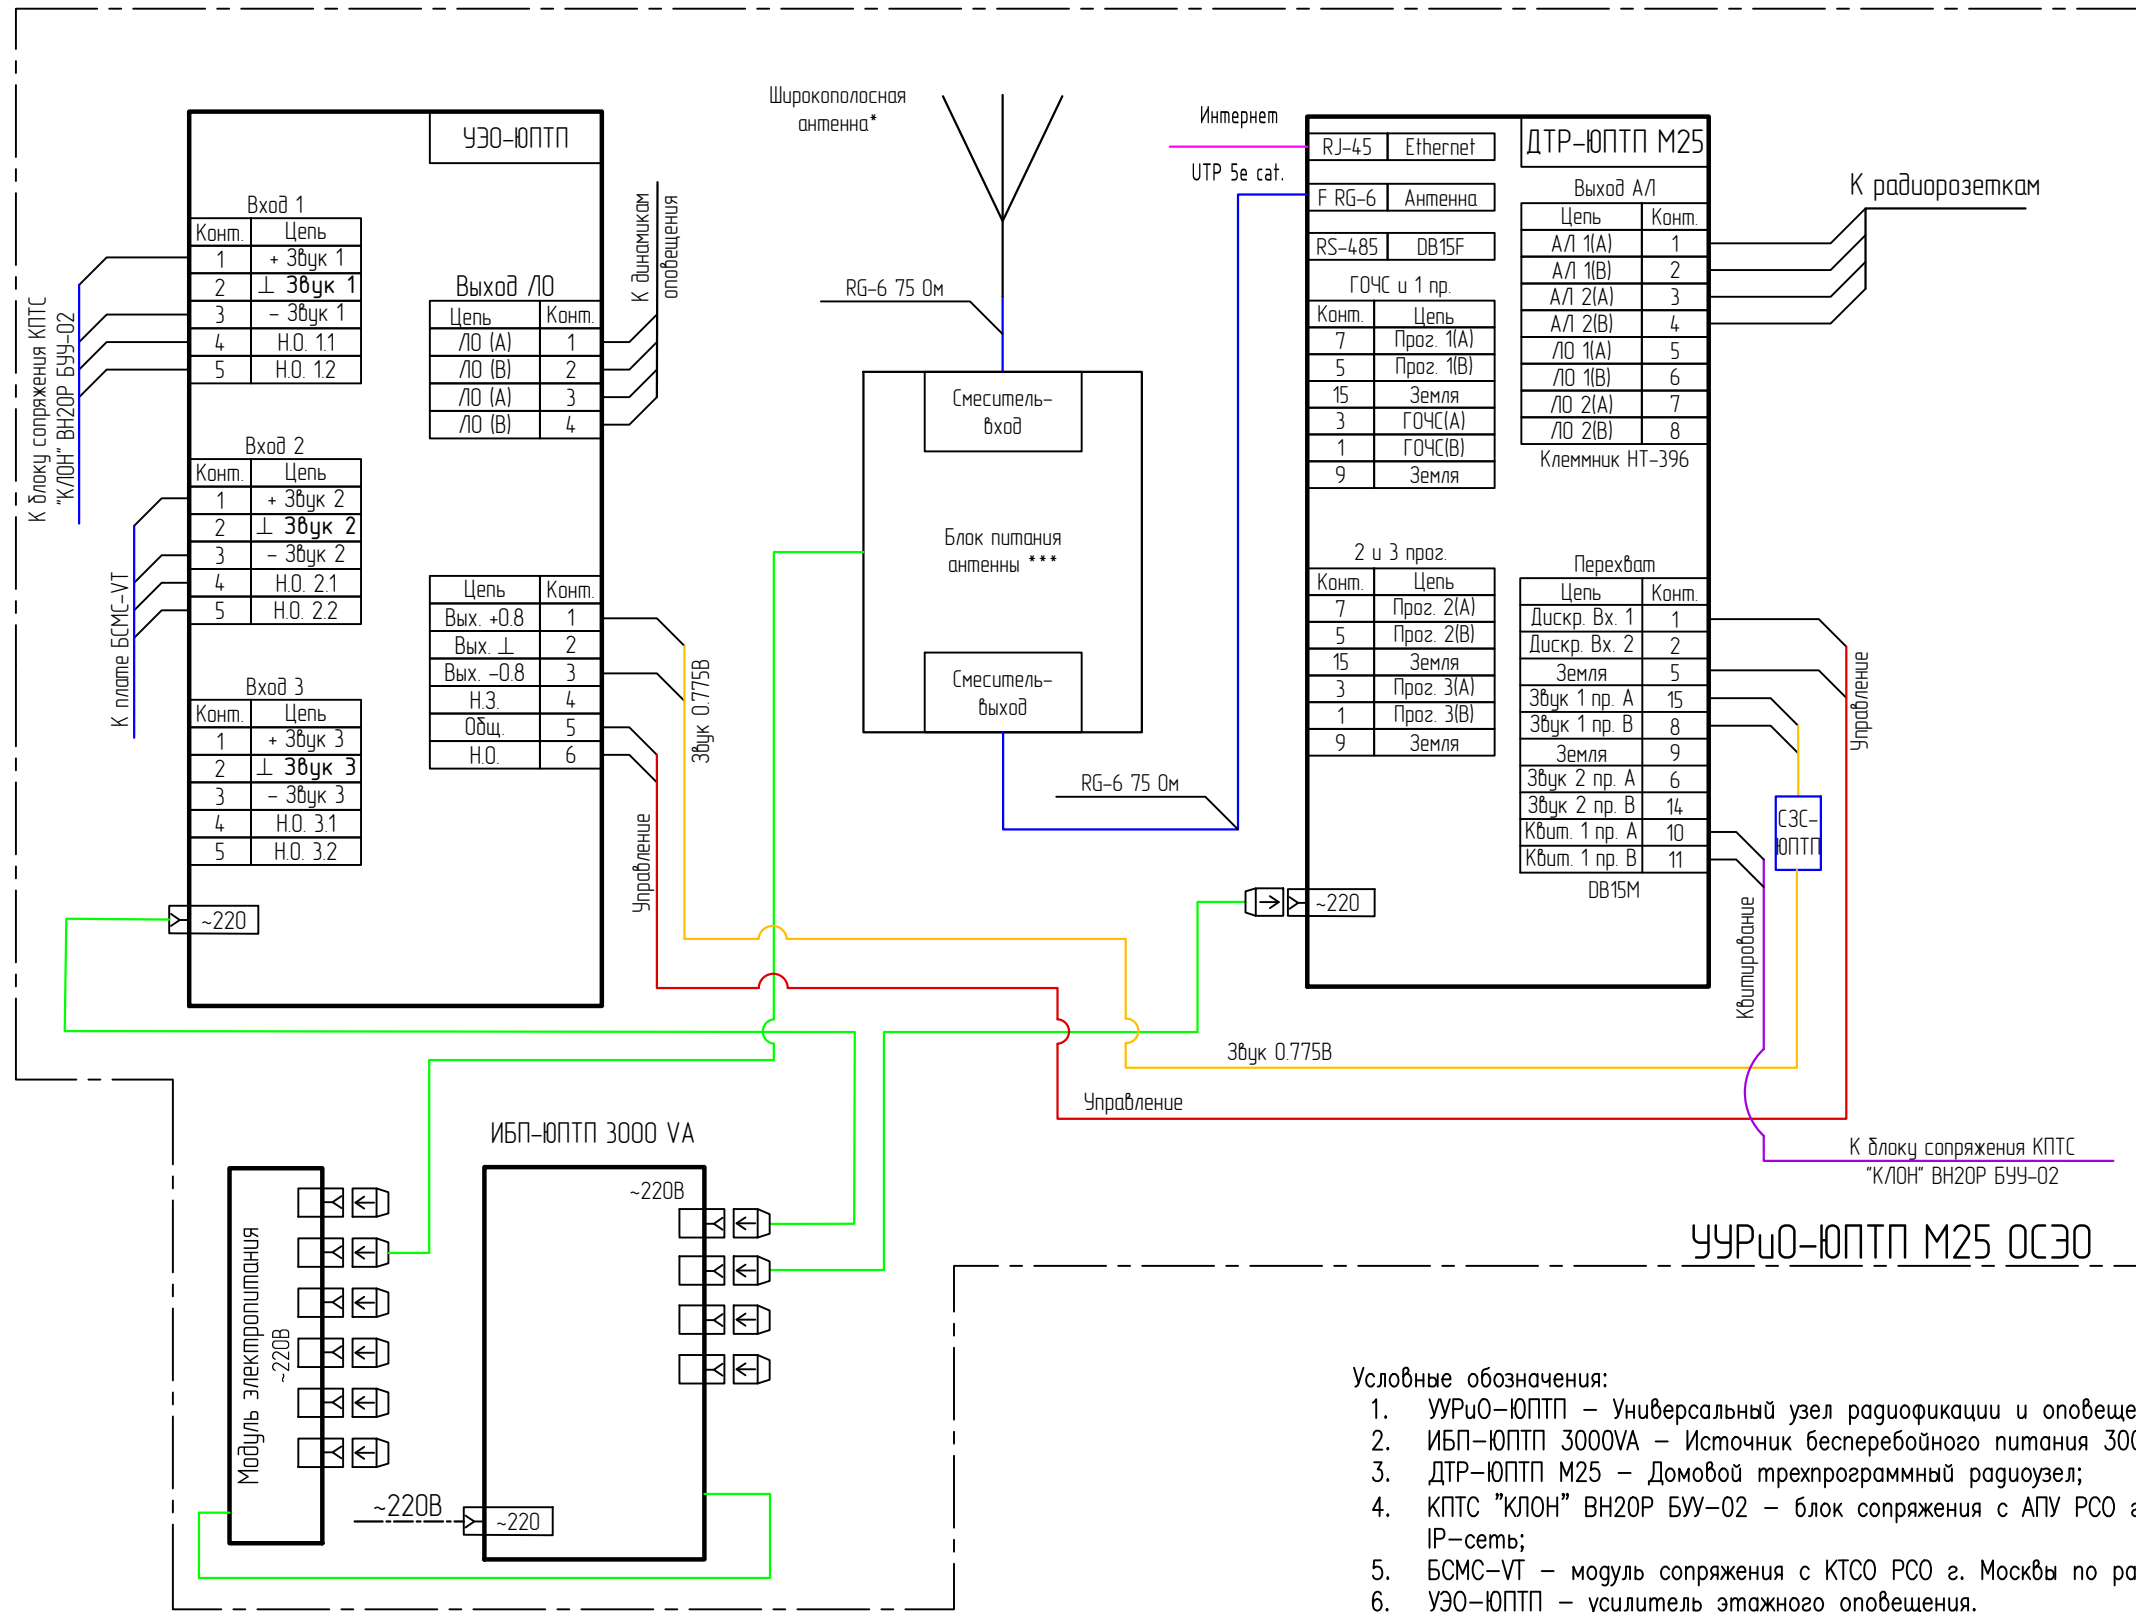 УЭО-ЮПТП
Вход 1
Конт. Цепь
1 + Звук 1
2 ⊥ Звук 1
3 - Звук 1
4 Н.О. 1.1
5 Н.О. 1.2
К блоку сопряжения КПТС
"КЛОН" ВН20Р БУУ-02
Вход 2
Конт. Цепь
1 + Звук 2
2 ⊥ Звук 2
3 - Звук 2
4 Н.О. 2.1
5 Н.О. 2.2
К плате БСМС-VT
Вход 3
Конт. Цепь
1 + Звук 3
2 ⊥ Звук 3
3 - Звук 3
4 Н.О. 3.1
5 Н.О. 3.2
~220
Выход ЛО
Цепь Конт.
ЛО (А) 1
ЛО (В) 2
ЛО (А) 3
ЛО (В) 4
К динамикам
оповещения
Цепь Конт.
Вых. +0.8 1
Вых. ⊥ 2
Вых. -0.8 3
Н.З. 4
Общ. 5
Н.О. 6
Звук 0.775В
Управление
Широкополосная
антенна*
RG-6 75 Ом
Смеситель-
вход
Блок питания
антенны ***
Смеситель-
выход
RG-6 75 Ом
Интернет
UTP 5e cat.
ДТР-ЮПТП М25
RJ-45 Ethernet
F RG-6 Антенна
RS-485 DB15F
ГОЧС и 1 пр.
Конт. Цепь
7 Прог. 1(А)
5 Прог. 1(В)
15 Земля
3 ГОЧС(А)
1 ГОЧС(В)
9 Земля
2 и 3 прог.
Конт. Цепь
7 Прог. 2(А)
5 Прог. 2(В)
15 Земля
3 Прог. 3(А)
1 Прог. 3(В)
9 Земля
~220
Выход АЛ
Цепь Конт.
АЛ 1(А) 1
АЛ 1(В) 2
АЛ 2(А) 3
АЛ 2(В) 4
ЛО 1(А) 5
ЛО 1(В) 6
ЛО 2(А) 7
ЛО 2(В) 8
Клеммник НТ-396
К радиорозеткам
Перехват
Цепь Конт.
Дискр. Вх. 1 1
Дискр. Вх. 2 2
Земля 5
Звук 1 пр. А 15
Звук 1 пр. В 8
Земля 9
Звук 2 пр. А 6
Звук 2 пр. В 14
Квит. 1 пр. А 10
Квит. 1 пр. В 11
DB15M
Управление
СЗС-
ЮПТП
Квитирование
Звук 0.775В
Управление
К блоку сопряжения КПТС
"КЛОН" ВН20Р БУУ-02
ИБП-ЮПТП 3000 VA
~220В
Модуль электропитания
~220В
~220В
~220
УУРиО-ЮПТП М25 ОСЭО
Условные обозначения:
1. УУРиО-ЮПТП - Универсальный узел радиофикации и оповеще
2. ИБП-ЮПТП 3000VA - Источник бесперебойного питания 300
3. ДТР-ЮПТП М25 - Домовой трехпрограммный радиоузел;
4. КПТС "КЛОН" ВН20Р БУУ-02 - блок сопряжения с АПУ РСО г
IP-сеть;
5. БСМС-VT - модуль сопряжения с КТСО РСО г. Москвы по ра
6. УЭО-ЮПТП - усилитель этажного оповещения.